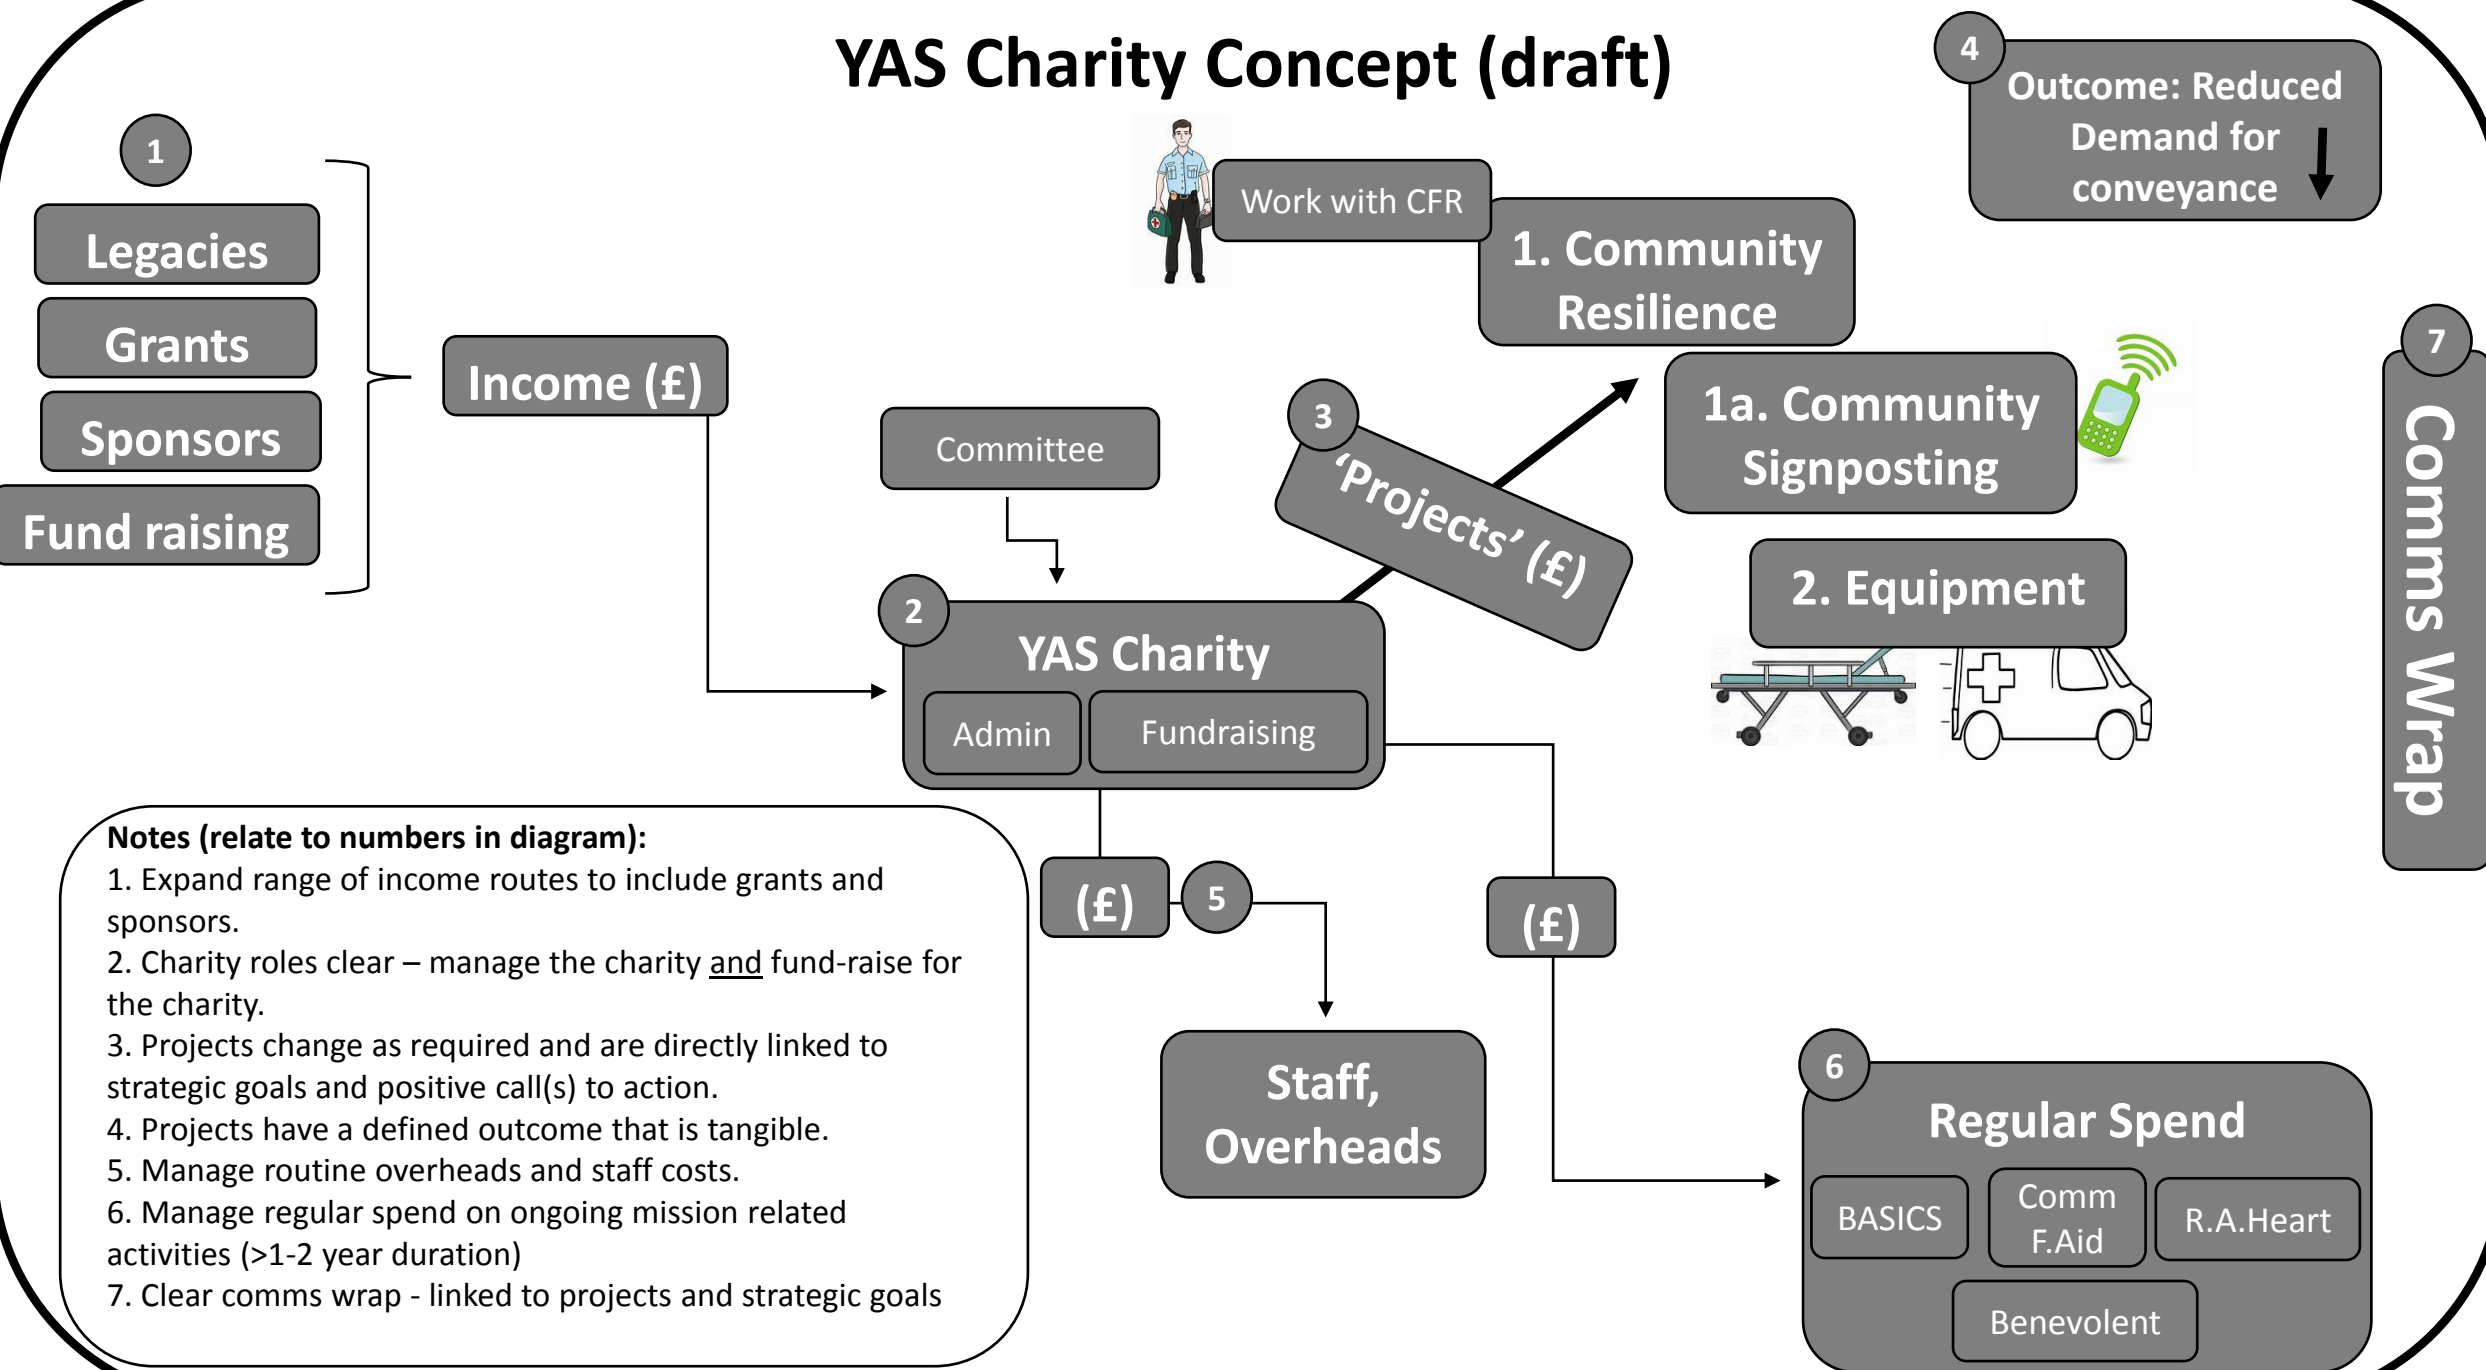 YAS Charity Concept (draft)
1
Legacies
Grants
Sponsors
Fund raising
Income (£)
Committee
2
YAS Charity
Admin
Fundraising
3
‘Projects’ (£)
Work with CFR
1. Community
Resilience
1a. Community
Signposting
2. Equipment
4
Outcome: Reduced
Demand for
conveyance
7
Comms Wrap
(£)
5
Staff,
Overheads
(£)
6
Regular Spend
BASICS
Comm
F.Aid
R.A.Heart
Benevolent
Notes (relate to numbers in diagram):
1. Expand range of income routes to include grants and
sponsors.
2. Charity roles clear – manage the charity and fund-raise for
the charity.
3. Projects change as required and are directly linked to
strategic goals and positive call(s) to action.
4. Projects have a defined outcome that is tangible.
5. Manage routine overheads and staff costs.
6. Manage regular spend on ongoing mission related
activities (>1-2 year duration)
7. Clear comms wrap - linked to projects and strategic goals